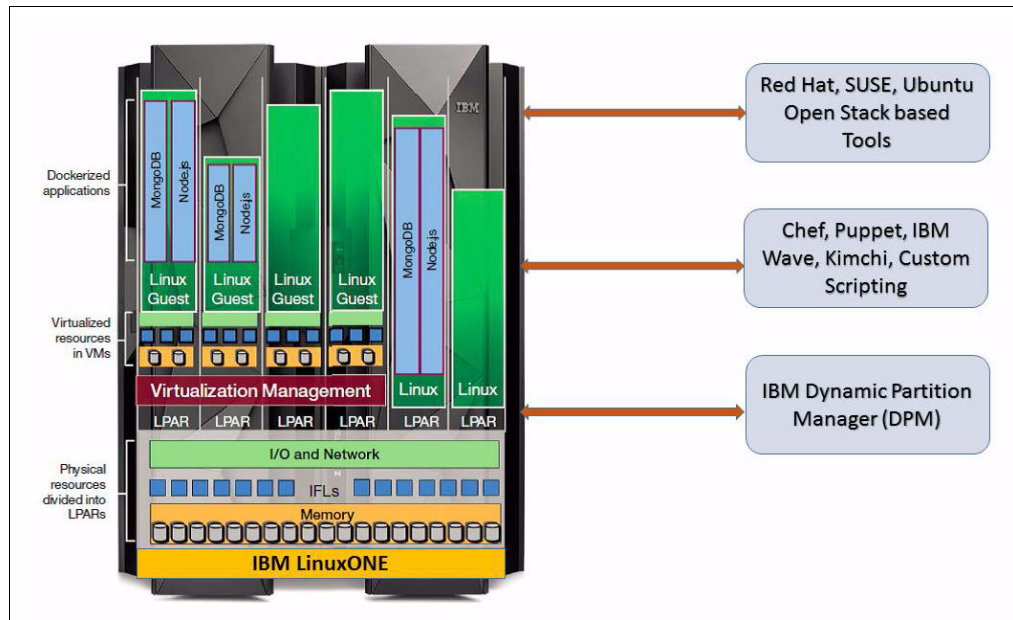 Red Hat, SUSE, Ubuntu
Open Stack based
Tools
IBM
Dockerized
applications
MongoDB
Node.js
MongoDB
Node.js
MongoDB
Node.js
Chef, Puppet, IBM
Wave, Kimchi, Custom
Scripting
Linux
Guest
Linux
Guest
Linux
Guest
Linux
Guest
Virtualized
resources
in VMs
Virtualization Management
Linux
Linux
IBM Dynamic Partition
Manager (DPM)
LPAR
LPAR
LPAR
LPAR
LPAR
LPAR
I/O and Network
Physical
resources
divided into
LPARs
IFLs
Memory
IBM LinuxONE